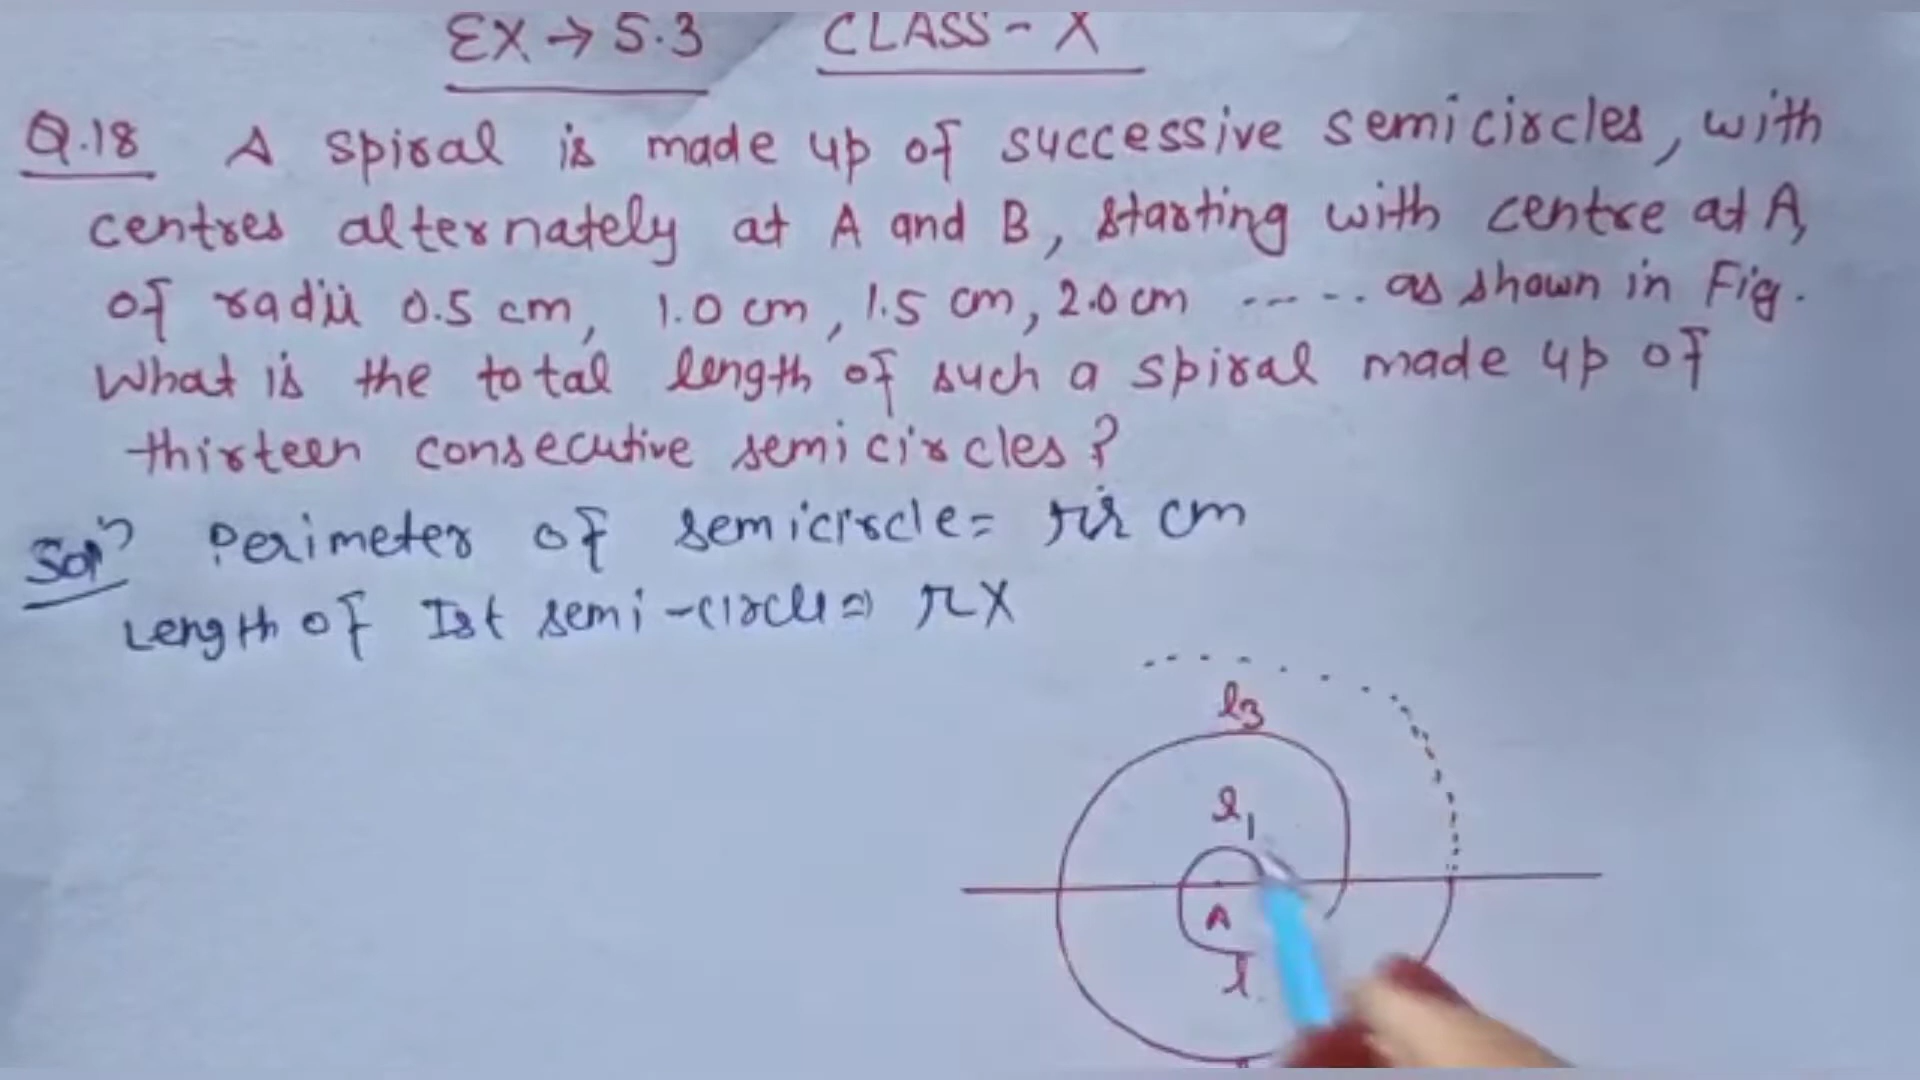 EX → 5.3 CLASS - X
Q.18 A spiral is made up of successive semicircles, with
centres alternately at A and B, starting with centre at A,
of radii 0.5 cm, 1.0 cm, 1.5 cm, 2.0 cm ----- as shown in Fig.
What is the total length of such a spiral made up of
thirteen consecutive semicircles?
Solⁿ Perimeter of semicircle = πr cm
Length of Ist semi-circle = π×
l3
l1
A
l